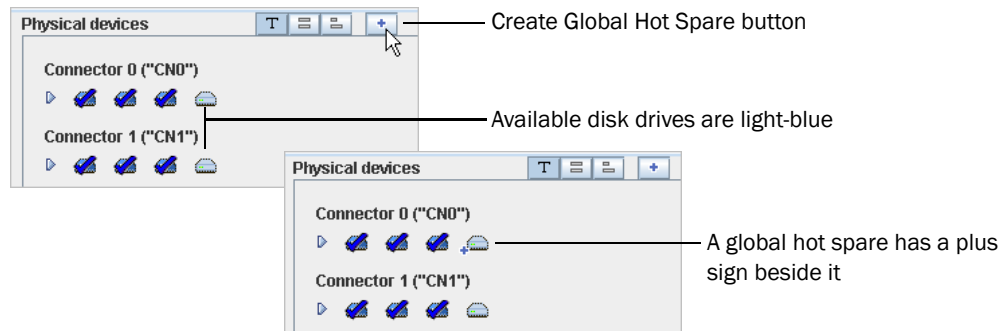 Physical devices
T
Create Global Hot Spare button
Connector 0 ("CN0")
Available disk drives are light-blue
Connector 1 ("CN1")
Physical devices
T
Connector 0 ("CN0")
A global hot spare has a plus
sign beside it
Connector 1 ("CN1")